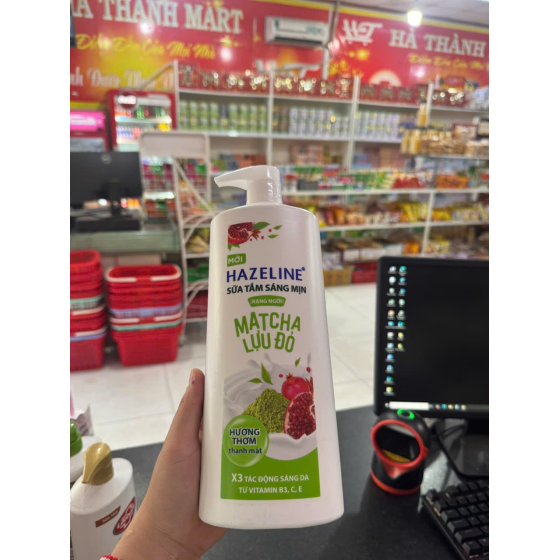 HÀ THÀNH MART
HT HÀ THÀNH
MỚI
HAZELINE®
SỮA TẮM SÁNG MỊN
RẠNG NGỜI
MATCHA
LỰU ĐỎ
HƯƠNG
THƠM
thanh mát
X3 TÁC ĐỘNG SÁNG DA
TỪ VITAMIN B3, C, E